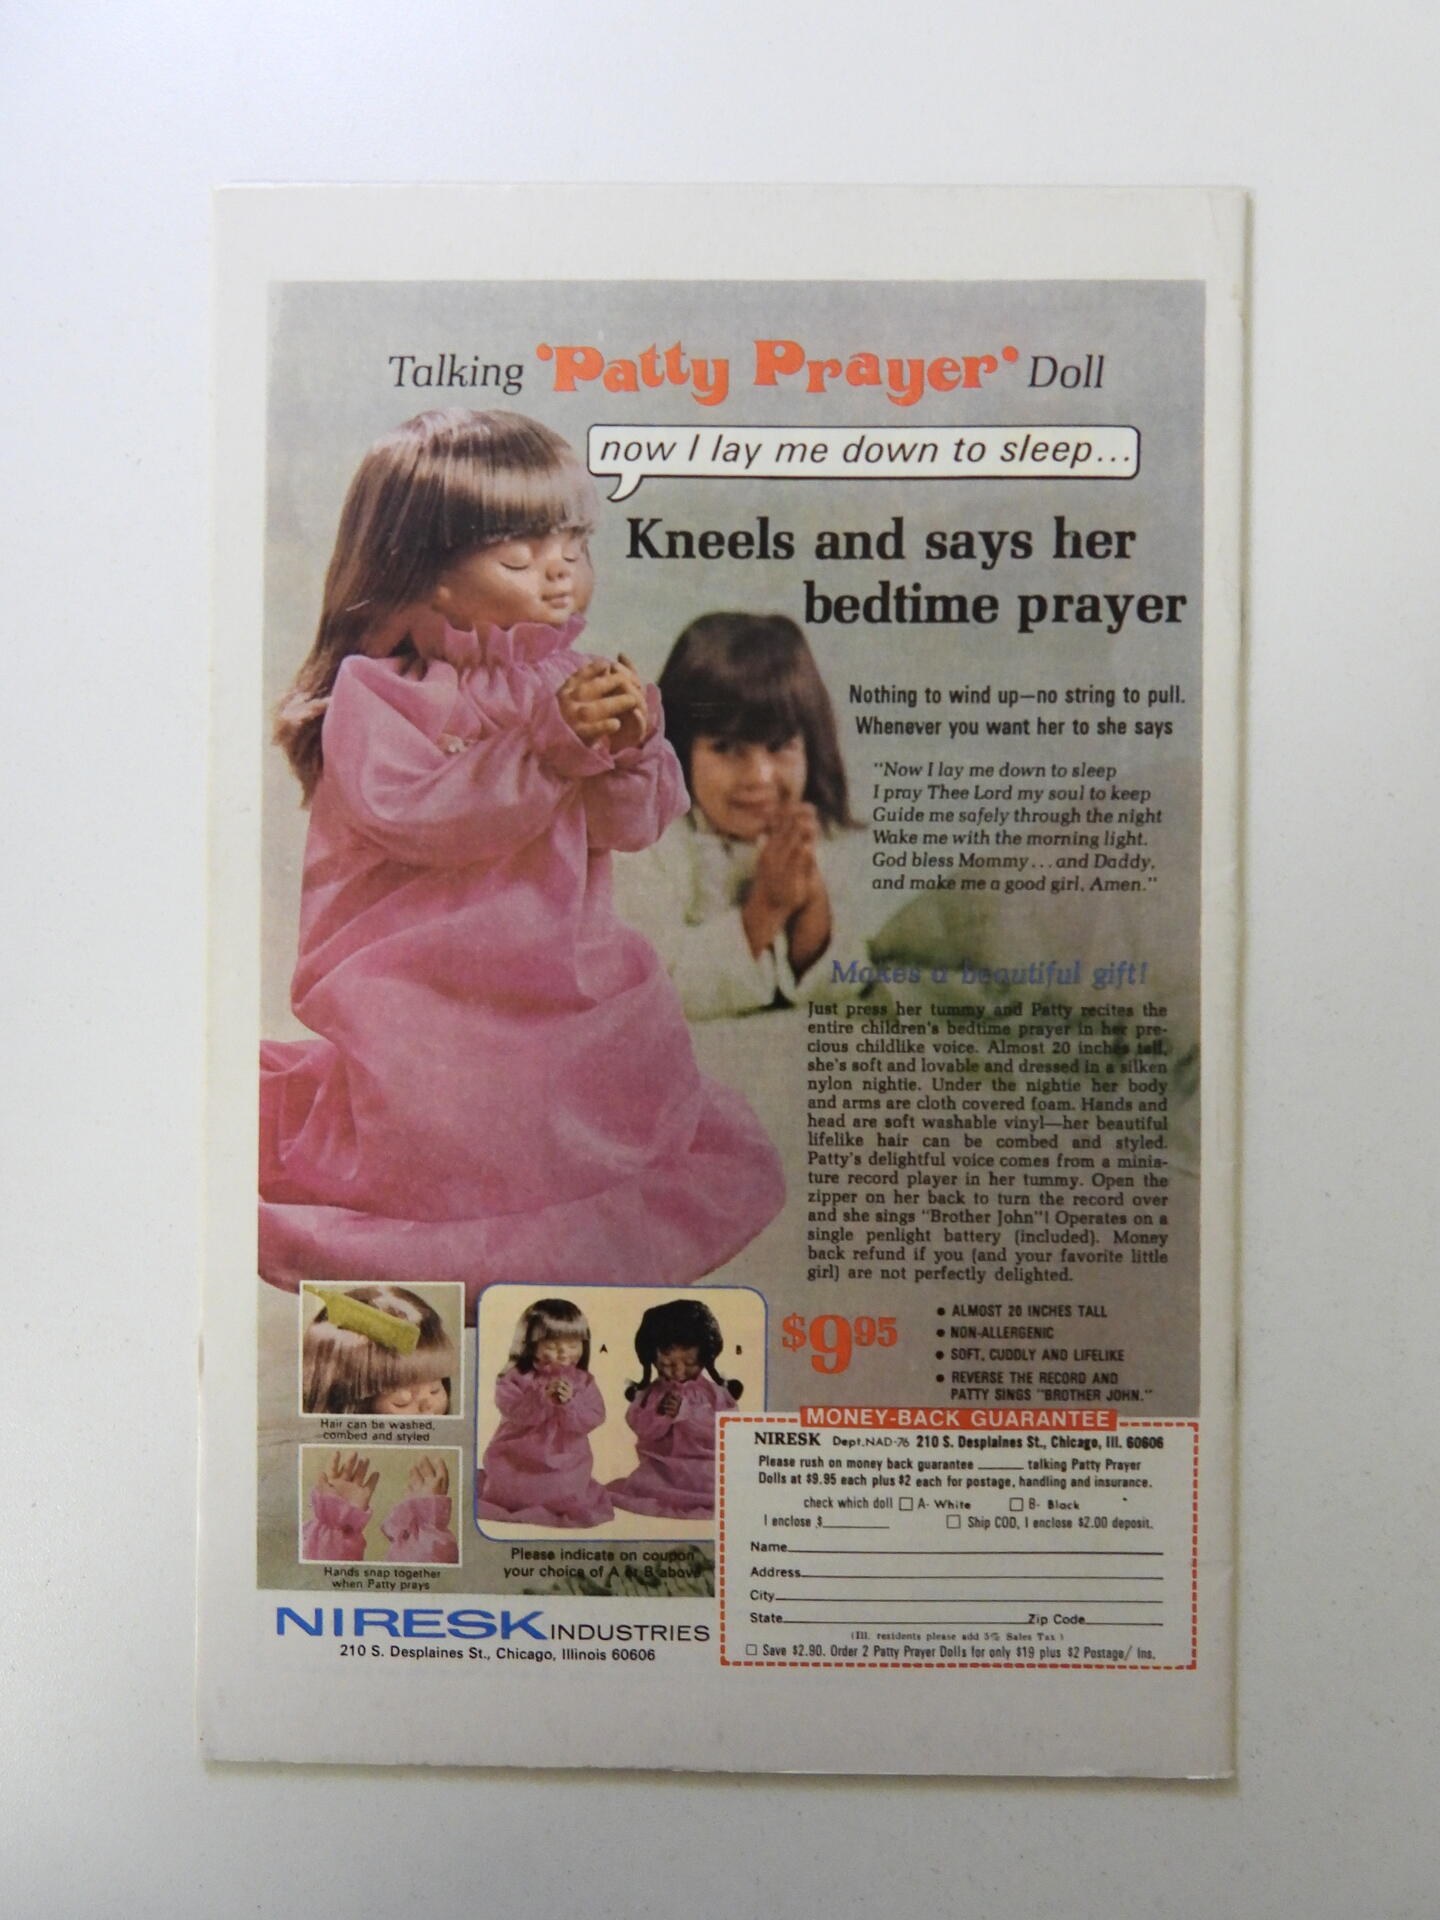 Talking 'Patty Prayer' Doll
now I lay me down to sleep...
Kneels and says her
bedtime prayer
Nothing to wind up—no string to pull.
Whenever you want her to she says
"Now I lay me down to sleep
I pray Thee Lord my soul to keep
Guide me safely through the night
Wake me with the morning light.
God bless Mommy...and Daddy,
and make me a good girl, Amen."
Makes a beautiful gift!
Just press her tummy and Patty recites the
entire children's bedtime prayer in her pre-
cious childlike voice. Almost 20 inches tall,
she's soft and lovable and dressed in a silken
nylon nightie. Under the nightie her body
and arms are cloth covered foam. Hands and
head are soft washable vinyl—her beautiful
lifelike hair can be combed and styled.
Patty's delightful voice comes from a minia-
ture record player in her tummy. Open the
zipper on her back to turn the record over
and she sings "Brother John"! Operates on a
single penlight battery (included). Money
back refund if you (and your favorite little
girl) are not perfectly delighted.
$9.95
• ALMOST 20 INCHES TALL
• NON-ALLERGENIC
• SOFT, CUDDLY AND LIFELIKE
• REVERSE THE RECORD AND
PATTY SINGS "BROTHER JOHN."
Hair can be washed,
combed and styled
Hands snap together
when Patty prays
A
B
Please indicate on coupon
your choice of A or B above
NIRESK INDUSTRIES
210 S. Desplaines St., Chicago, Illinois 60606
MONEY-BACK GUARANTEE
NIRESK Dept.NAD-76 210 S. Desplaines St., Chicago, Ill. 60606
Please rush on money back guarantee ______ talking Patty Prayer
Dolls at $9.95 each plus $2 each for postage, handling and insurance.
check which doll □ A- White □ B- Black
I enclose $________ □ Ship COD, I enclose $2.00 deposit.
Name
Address
City
State Zip Code
(Ill. residents please add 5% Sales Tax)
□ Save $2.90. Order 2 Patty Prayer Dolls for only $19 plus $2 Postage/ Ins.